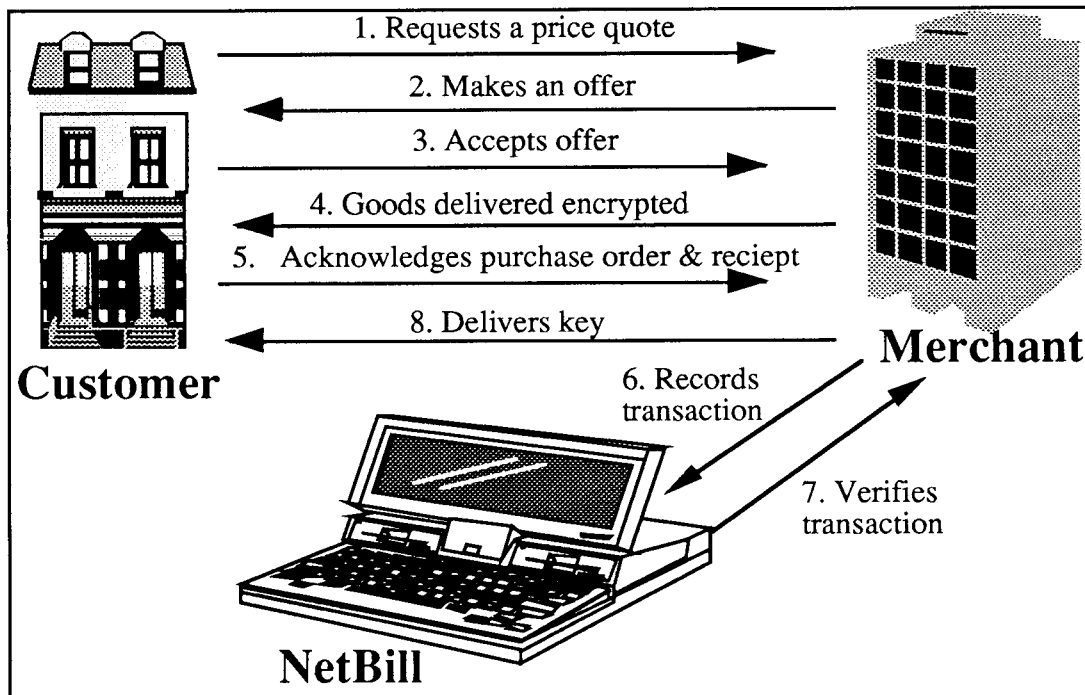 1. Requests a price quote
2. Makes an offer
3. Accepts offer
4. Goods delivered encrypted
5. Acknowledges purchase order & reciept
8. Delivers key
Customer
Merchant
6. Records
transaction
7. Verifies
transaction
NetBill